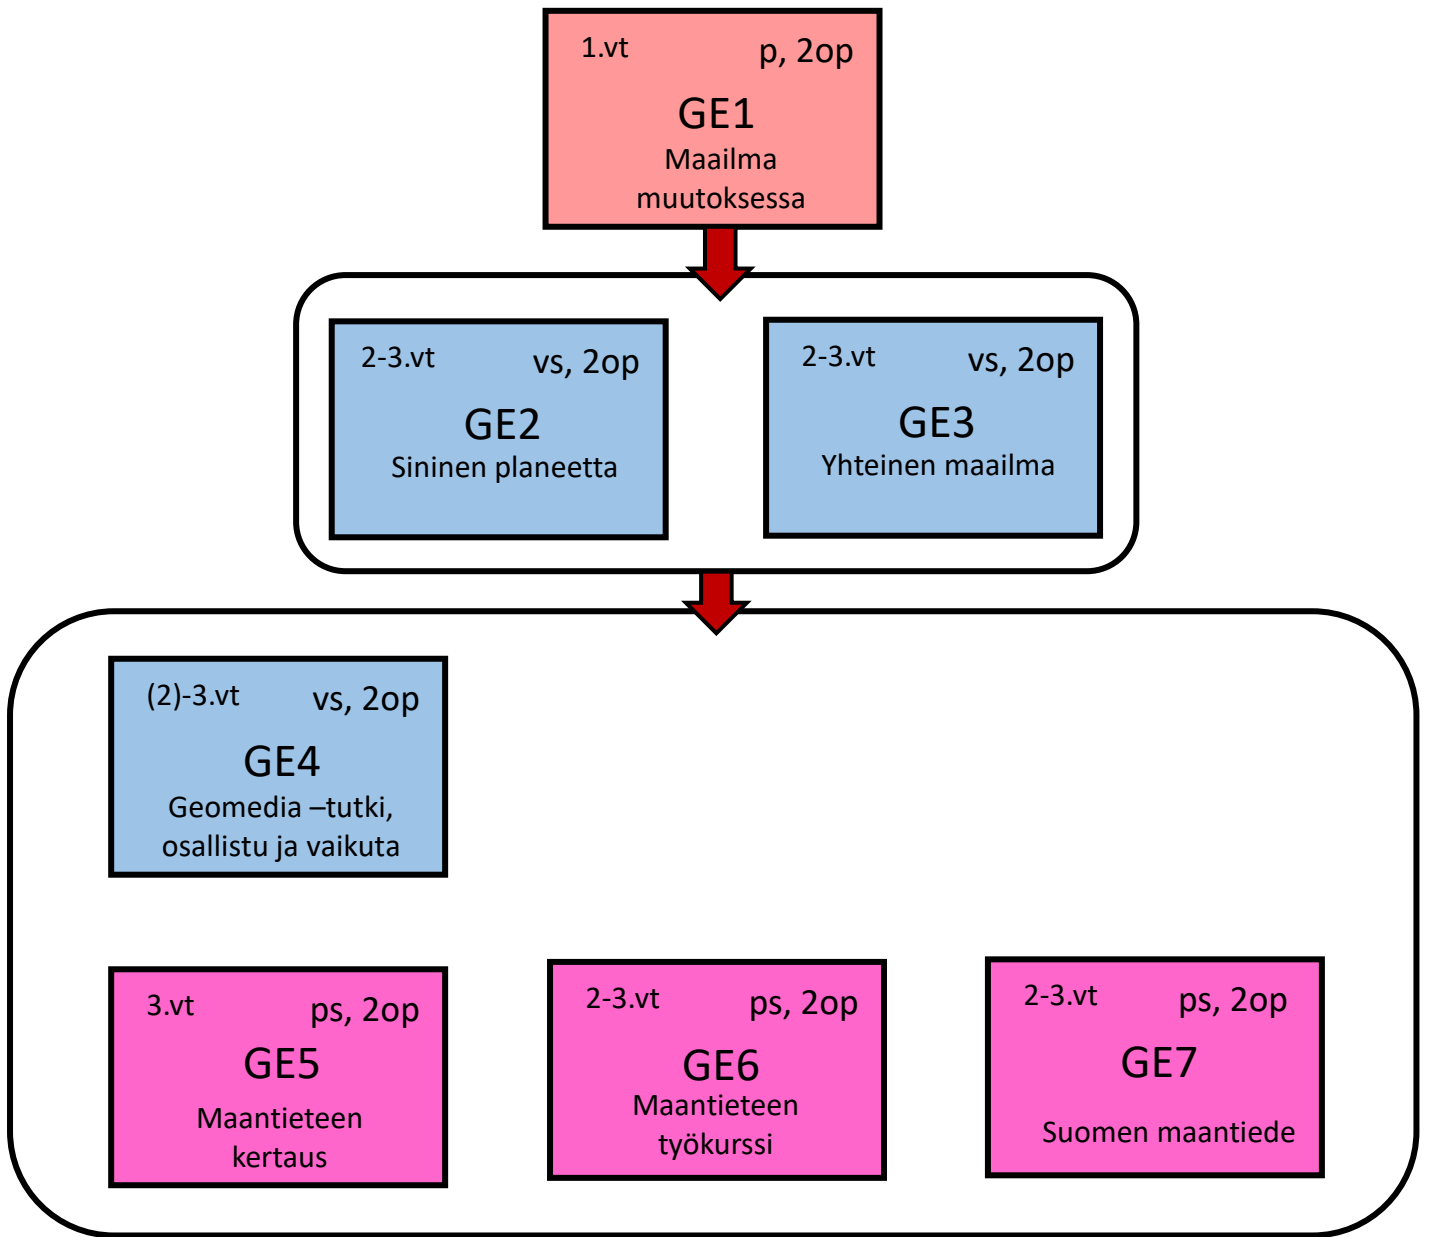 1.vt p, 2op
GE1
Maailma
muutoksessa
2-3.vt vs, 2op
GE2
Sininen planeetta
2-3.vt vs, 2op
GE3
Yhteinen maailma
(2)-3.vt vs, 2op
GE4
Geomedia –tutki,
osallistu ja vaikuta
3.vt ps, 2op
GE5
Maantieteen
kertaus
2-3.vt ps, 2op
GE6
Maantieteen
työkurssi
2-3.vt ps, 2op
GE7
Suomen maantiede